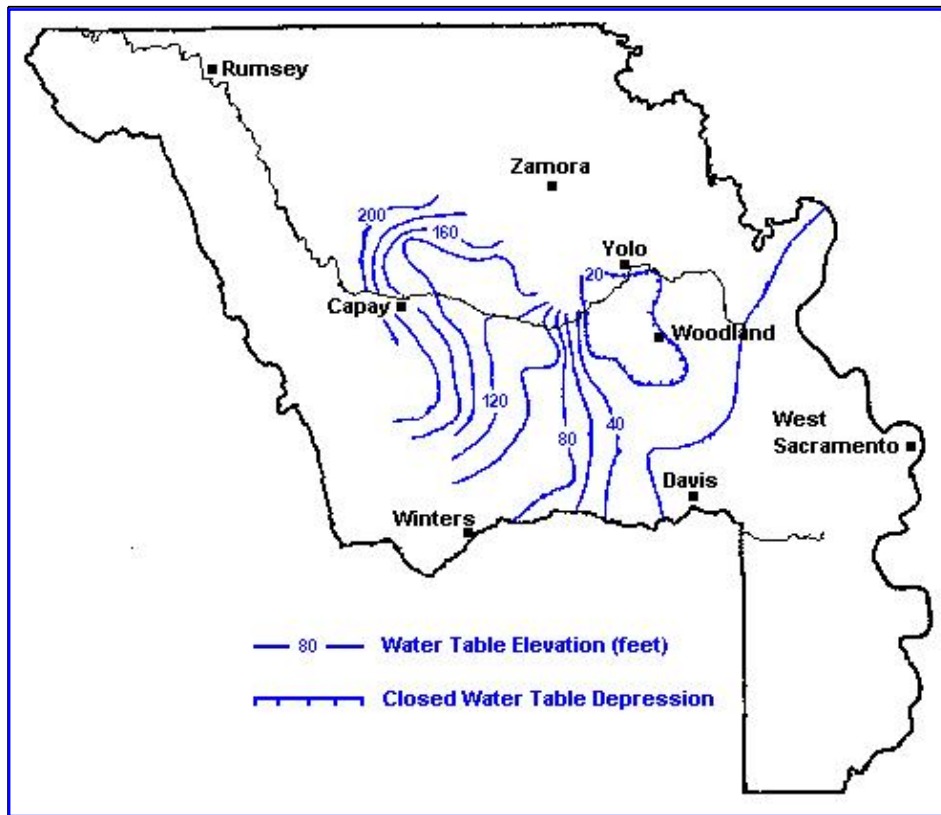 Rumsey
Zamora
200
160
Yolo
20
Capay
Woodland
120
80
40
West
Sacramento
Davis
Winters
80 Water Table Elevation (feet)
Closed Water Table Depression